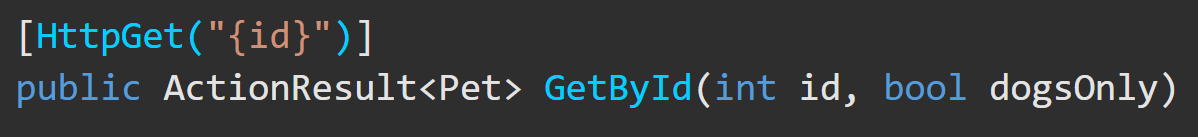 [HttpGet("{id}")]
public ActionResult<Pet> GetById(int id, bool dogsOnly)